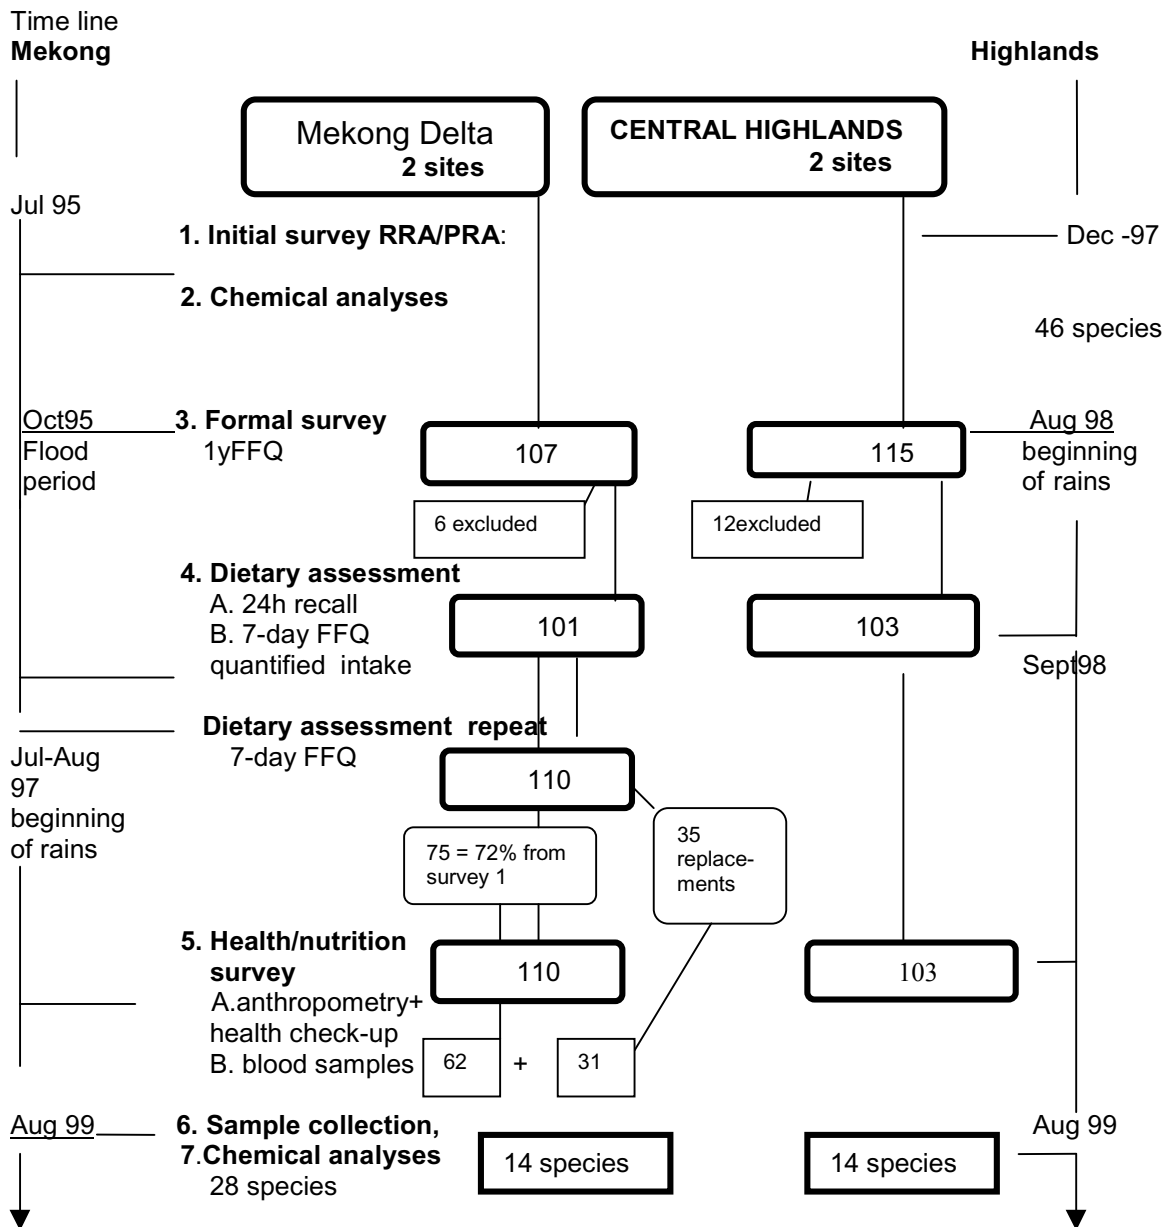 Time line
Mekong
Highlands
Mekong Delta
2 sites
CENTRAL HIGHLANDS
2 sites
Jul 95
1. Initial survey RRA/PRA:
Dec -97
2. Chemical analyses
46 species
Oct95
Flood
period
3. Formal survey
1yFFQ
107
115
Aug 98
beginning
of rains
6 excluded
12excluded
4. Dietary assessment
A. 24h recall
B. 7-day FFQ
quantified intake
101
103
Sept98
Dietary assessment repeat
7-day FFQ
Jul-Aug
97
beginning
of rains
110
75 = 72% from
survey 1
35
replace-
ments
5. Health/nutrition
survey
A.anthropometry+
health check-up
B. blood samples
110
103
62
+
31
Aug 99
6. Sample collection,
7.Chemical analyses
28 species
14 species
14 species
Aug 99